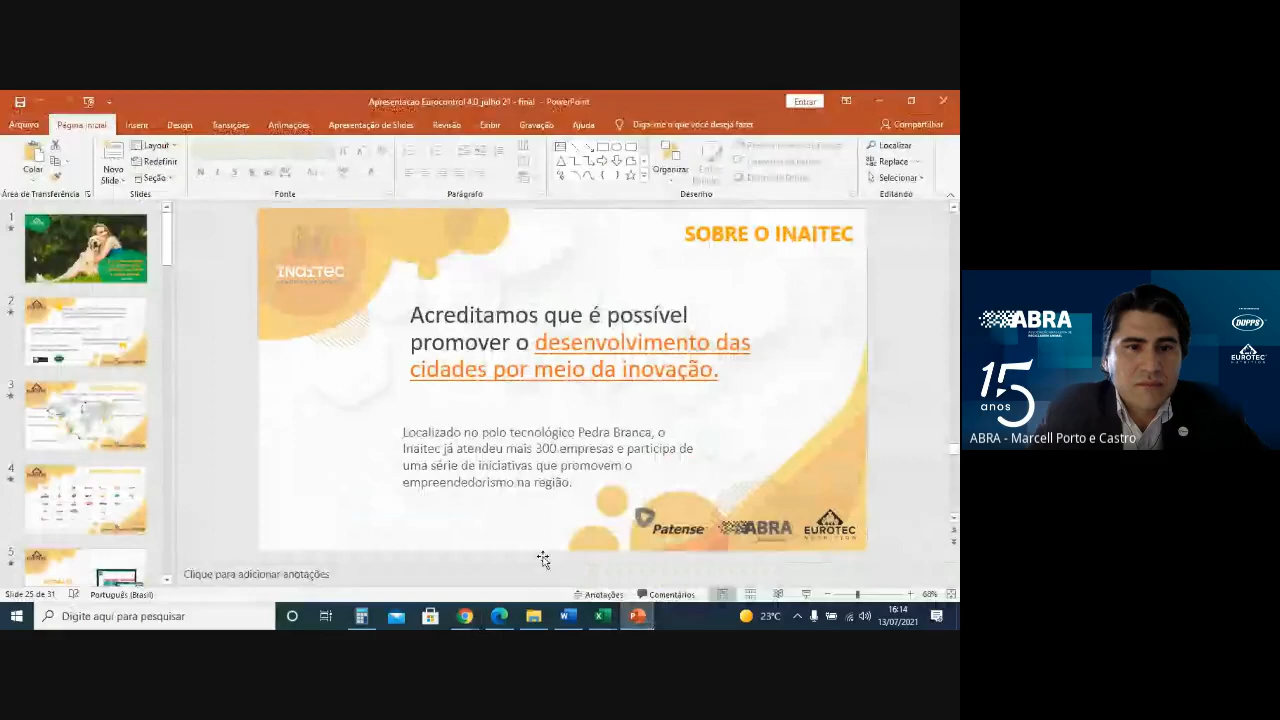 Apresentacao Eurocontrol 4.0 julho 21 - final - PowerPoint
Entrar
Arquivo
Página Inicial
Inserir
Design
Transições
Animações
Apresentação de Slides
Revisão
Exibir
Gravação
Ajuda
Diga-me o que você deseja fazer
Compartilhar
Colar
Novo
Slide
Layout
Redefinir
Seção
Organizar
Localizar
Replace
Selecionar
Área de Transferência
Slides
Fonte
Parágrafo
Desenho
Editando
1
2
3
4
5
INAITEC
SOBRE O INAITEC
Acreditamos que é possível
promover o desenvolvimento das
cidades por meio da inovação.
Localizado no polo tecnológico Pedra Branca, o
Inaitec já atendeu mais 300 empresas e participa de
uma série de iniciativas que promovem o
empreendedorismo na região.
Patense
ABRA
EUROTEC
NUTRITION
Clique para adicionar anotações
Slide 25 de 31
Português (Brasil)
Anotações
Comentários
68%
Digite aqui para pesquisar
23°C
16:14
13/07/2021
ABRA
EUROTEC
15
anos
ABRA - Marcell Porto e Castro